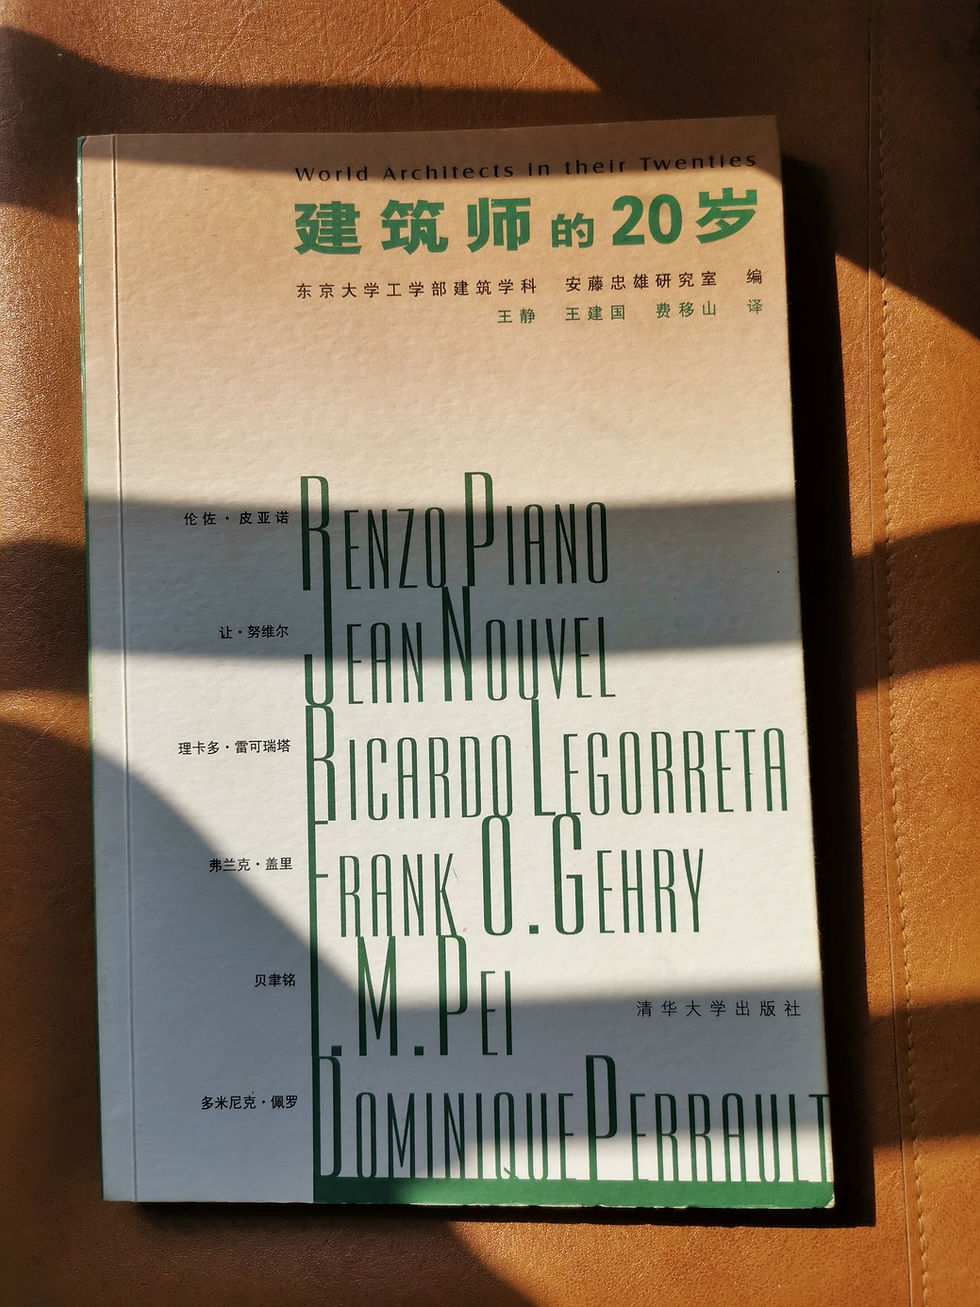 World Architects in their Twenties
建筑师的20岁
东京大学工学部建筑学科 安藤忠雄研究室 编
王静 王建国 费移山 译
伦佐·皮亚诺 RENZO PIANO
让·努维尔 JEAN NOUVEL
理卡多·雷可瑞塔 RICARDO LEGORRETA
弗兰克·盖里 FRANK O.GEHRY
贝聿铭 I.M.PEI
清华大学出版社
多米尼克·佩罗 DOMINIQUE PERRAULT